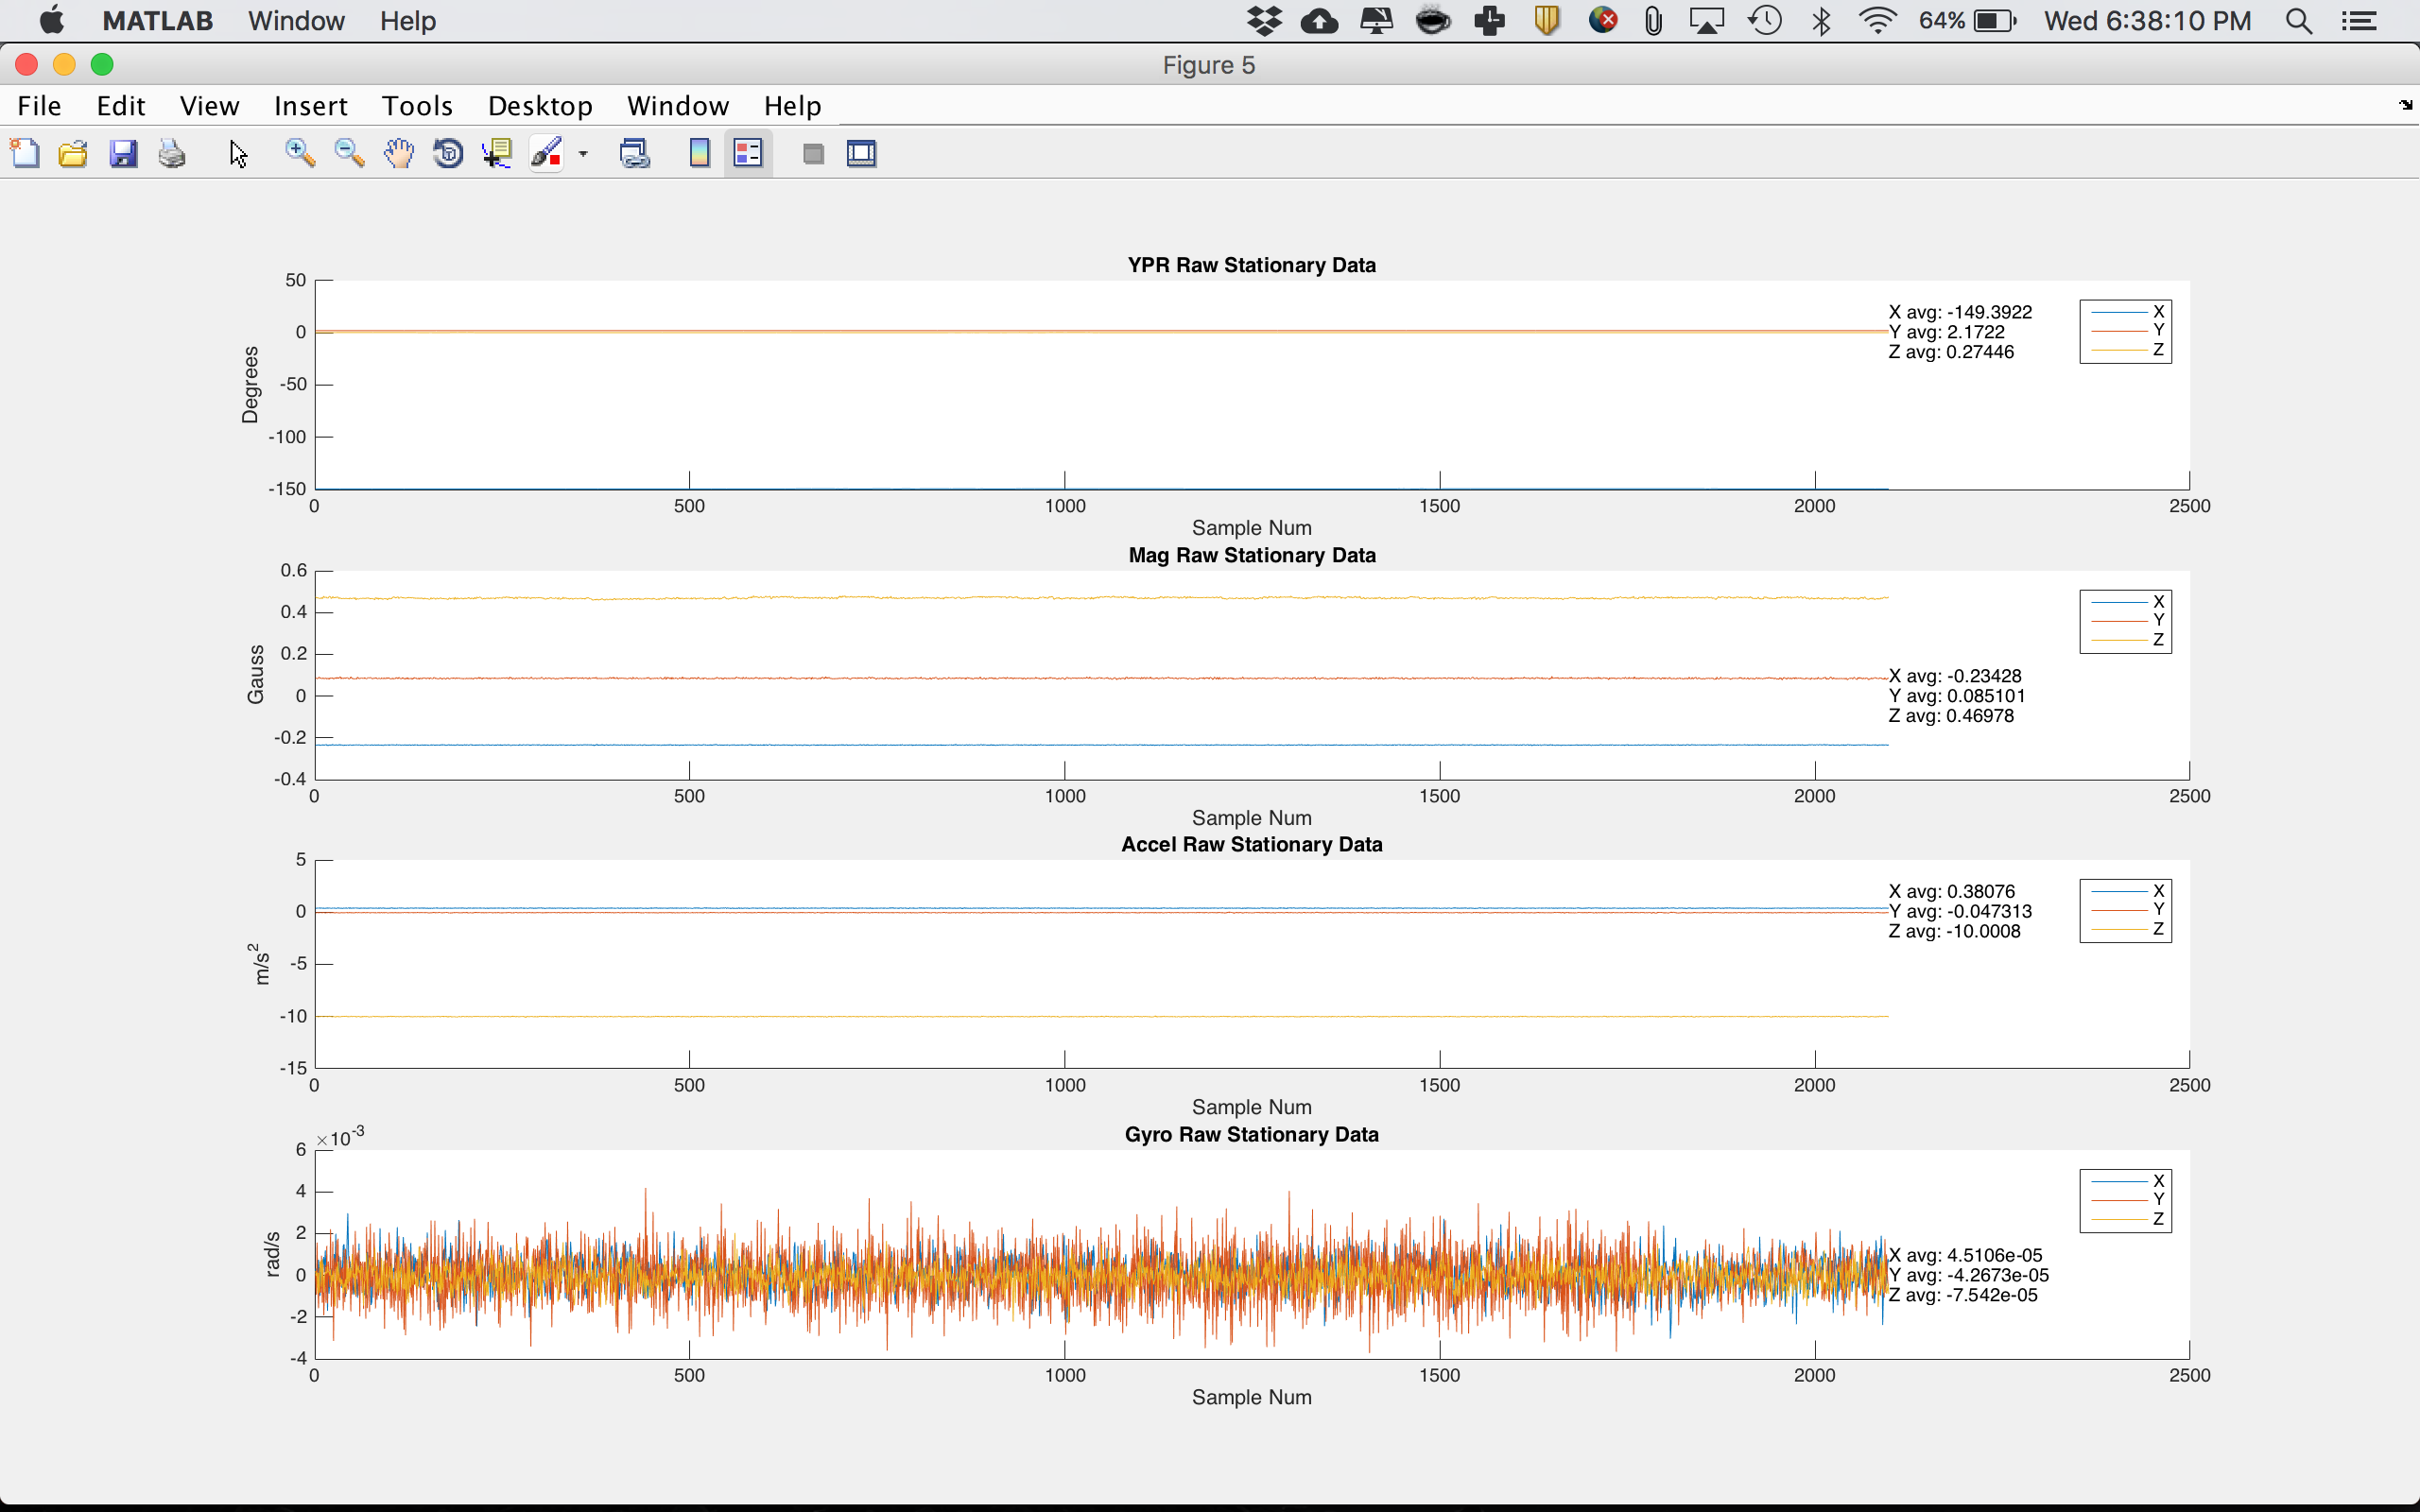 MATLAB Window Help 64% Wed 6:38:10 PM
Figure 5
File Edit View Insert Tools Desktop Window Help
YPR Raw Stationary Data
50
0
-50
-100
-150
Degrees
X avg: -149.3922
Y avg: 2.1722
Z avg: 0.27446
X
Y
Z
0 500 1000 1500 2000 2500
Sample Num
Mag Raw Stationary Data
0.6
0.4
0.2
0
-0.2
-0.4
Gauss
X
Y
Z
X avg: -0.23428
Y avg: 0.085101
Z avg: 0.46978
0 500 1000 1500 2000 2500
Sample Num
Accel Raw Stationary Data
5
0
-5
-10
-15
m/s²
X avg: 0.38076
Y avg: -0.047313
Z avg: -10.0008
X
Y
Z
0 500 1000 1500 2000 2500
Sample Num
Gyro Raw Stationary Data
×10⁻³
6
4
2
0
-2
-4
rad/s
X
Y
Z
X avg: 4.5106e-05
Y avg: -4.2673e-05
Z avg: -7.542e-05
0 500 1000 1500 2000 2500
Sample Num